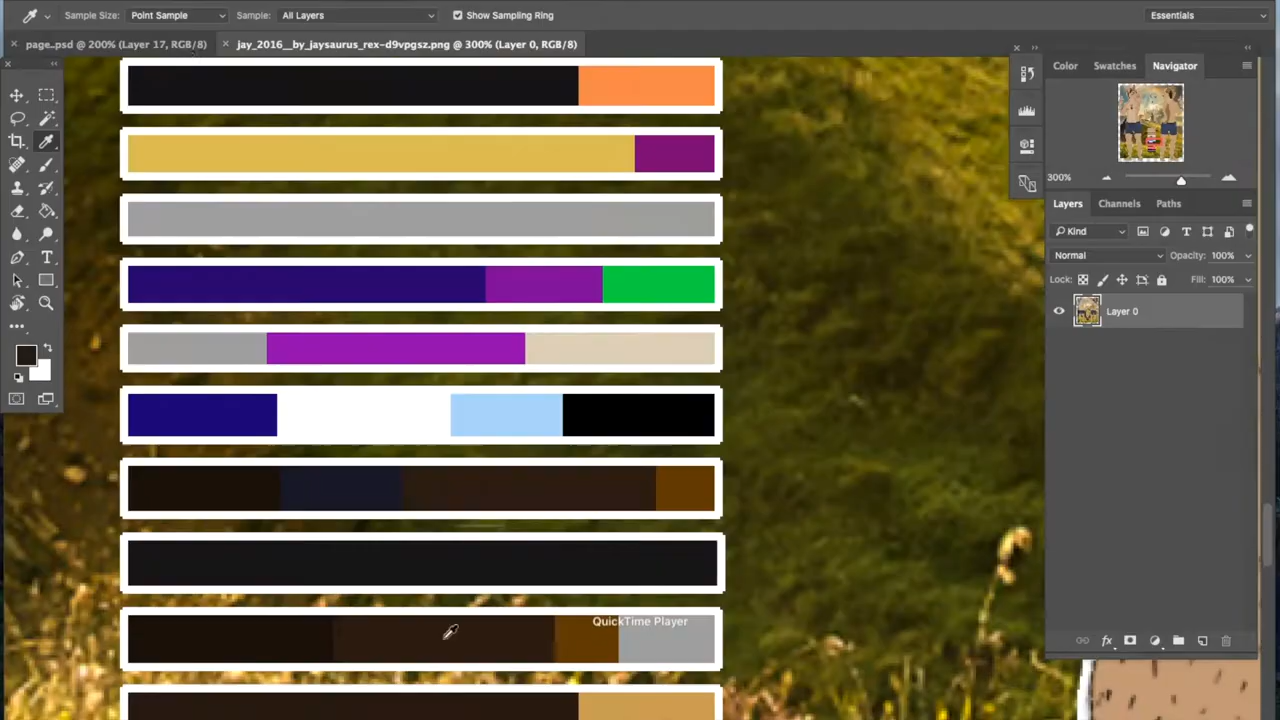 Sample Size: Point Sample Sample: All Layers Show Sampling Ring Essentials
page_.psd @ 200% (Layer 17, RGB/8) jay_2016__by_jaysaurus_rex-d9vpgsz.png @ 300% (Layer 0, RGB/8)
Color Swatches Navigator
300%
Layers Channels Paths
Kind
Normal Opacity: 100%
Lock: Fill: 100%
Layer 0
QuickTime Player